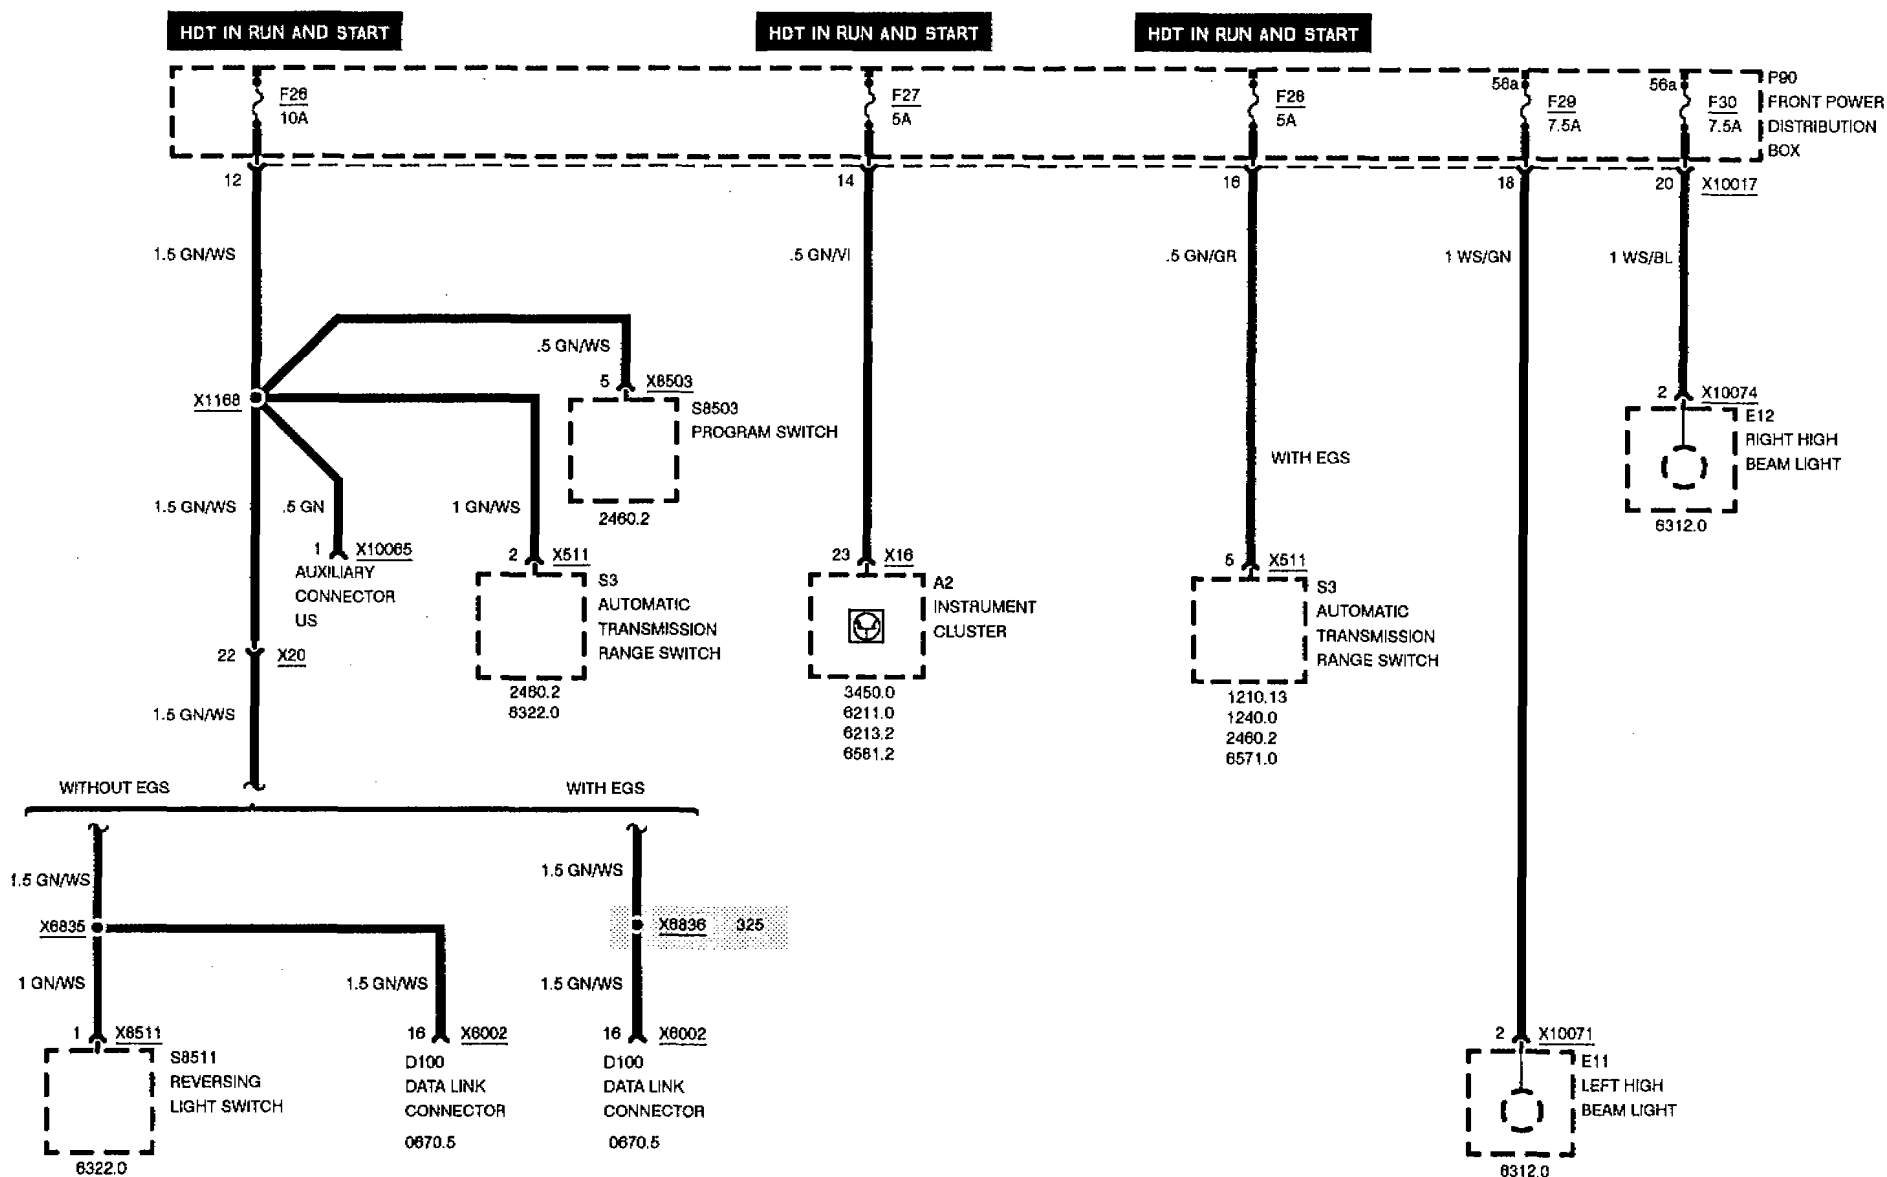 HOT IN RUN AND START
HOT IN RUN AND START
HOT IN RUN AND START
F26
10A
F27
5A
F28
5A
56a
F29
7.5A
56a
F30
7.5A
P90
FRONT POWER
DISTRIBUTION
BOX
12
14
16
18
20
X10017
1.5 GN/WS
.5 GN/VI
.5 GN/GR
1 WS/GN
1 WS/BL
.5 GN/WS
5
X8503
S8503
PROGRAM SWITCH
2460.2
X1168
2
X10074
E12
RIGHT HIGH
BEAM LIGHT
6312.0
WITH EGS
1.5 GN/WS
.5 GN
1 GN/WS
1
X10065
AUXILIARY
CONNECTOR
US
2
X511
S3
AUTOMATIC
TRANSMISSION
RANGE SWITCH
2460.2
6322.0
23
X16
A2
INSTRUMENT
CLUSTER
3450.0
6211.0
6213.2
6581.2
5
X511
S3
AUTOMATIC
TRANSMISSION
RANGE SWITCH
1210.13
1240.0
2460.2
6571.0
22
X20
1.5 GN/WS
WITHOUT EGS
WITH EGS
1.5 GN/WS
1.5 GN/WS
X6835
X6836
325
1 GN/WS
1.5 GN/WS
1.5 GN/WS
1
X8511
S8511
REVERSING
LIGHT SWITCH
6322.0
16
X6002
D100
DATA LINK
CONNECTOR
0670.5
16
X6002
D100
DATA LINK
CONNECTOR
0670.5
2
X10071
E11
LEFT HIGH
BEAM LIGHT
6312.0